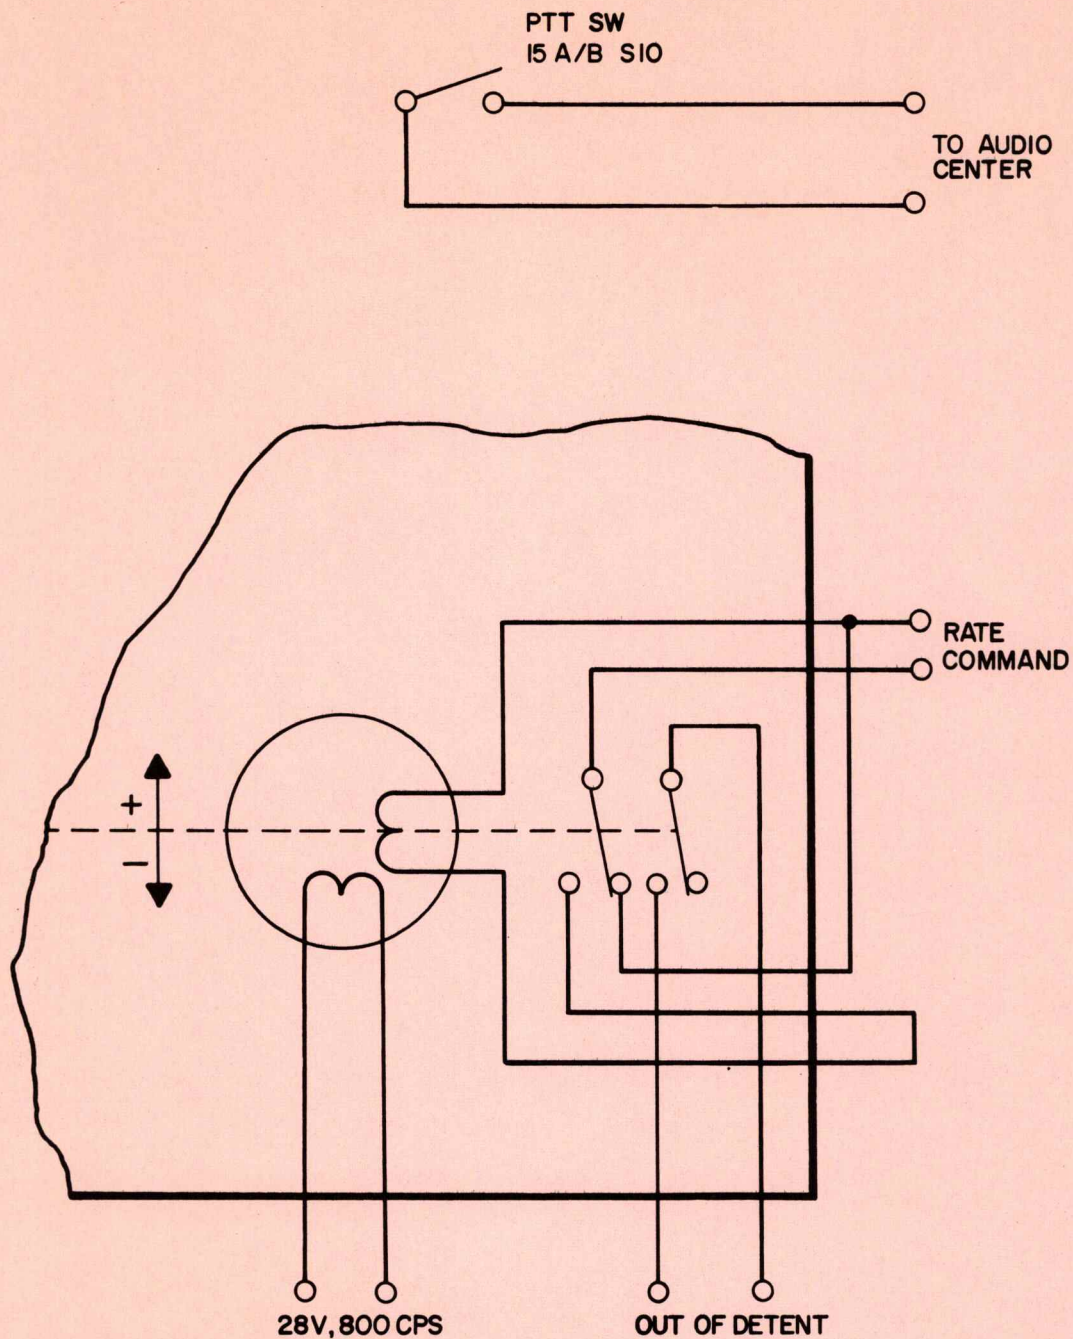 PTT SW
15 A/B S10
TO AUDIO
CENTER
RATE
COMMAND
+
−
28V, 800 CPS
OUT OF DETENT